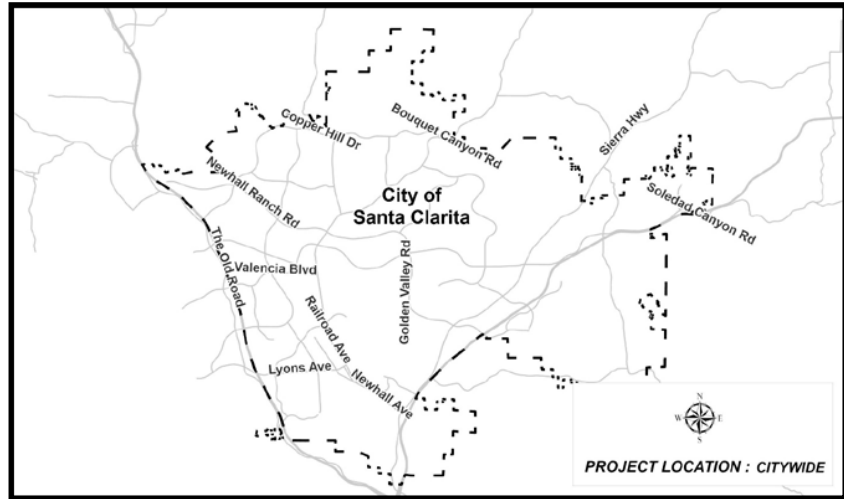 Copper Hill Dr
Bouquet Canyon Rd
Sierra Hwy
Newhall Ranch Rd
City of
Santa Clarita
Soledad Canyon Rd
The Old Road
Valencia Blvd
Golden Valley Rd
Railroad Ave
Lyons Ave
Newhall Ave
N
W E
S
PROJECT LOCATION : CITYWIDE